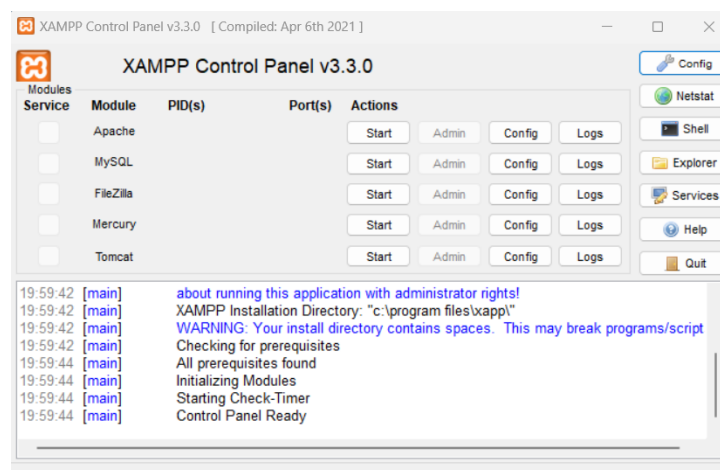 XAMPP Control Panel v3.3.0 [ Compiled: Apr 6th 2021 ]
XAMPP Control Panel v3.3.0
Config
Modules
Service Module PID(s) Port(s) Actions
Netstat
Apache Start Admin Config Logs
Shell
MySQL Start Admin Config Logs
Explorer
FileZilla Start Admin Config Logs
Services
Mercury Start Admin Config Logs
Help
Tomcat Start Admin Config Logs
Quit
19:59:42 [main] about running this application with administrator rights!
19:59:42 [main] XAMPP Installation Directory: "c:\program files\xapp\"
19:59:42 [main] WARNING: Your install directory contains spaces. This may break programs/script
19:59:42 [main] Checking for prerequisites
19:59:44 [main] All prerequisites found
19:59:44 [main] Initializing Modules
19:59:44 [main] Starting Check-Timer
19:59:44 [main] Control Panel Ready